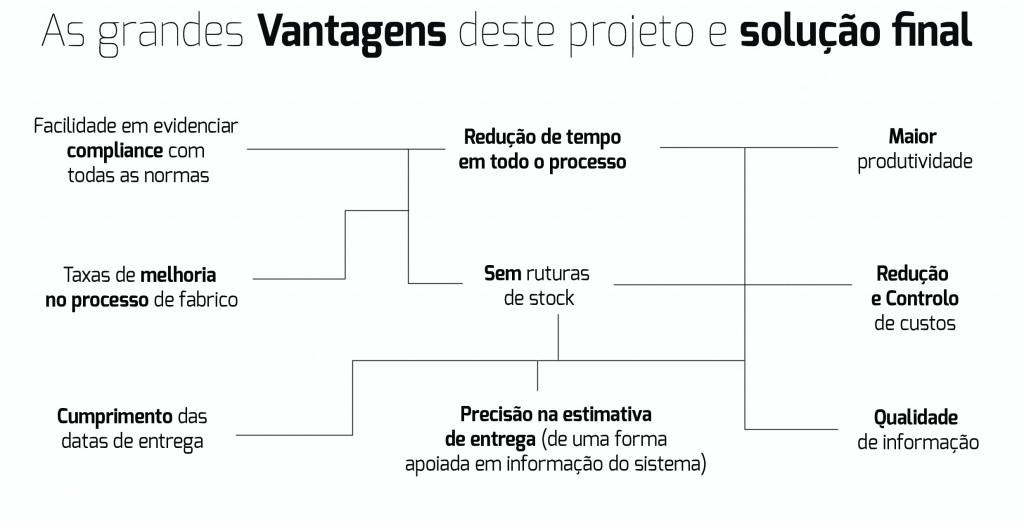 As grandes Vantagens deste projeto e solução final
Facilidade em evidenciar
compliance com
todas as normas
Redução de tempo
em todo o processo
Maior
produtividade
Taxas de melhoria
no processo de fabrico
Sem ruturas
de stock
Redução
e Controlo
de custos
Cumprimento das
datas de entrega
Precisão na estimativa
de entrega (de uma forma
apoiada em informação do sistema)
Qualidade
de informação